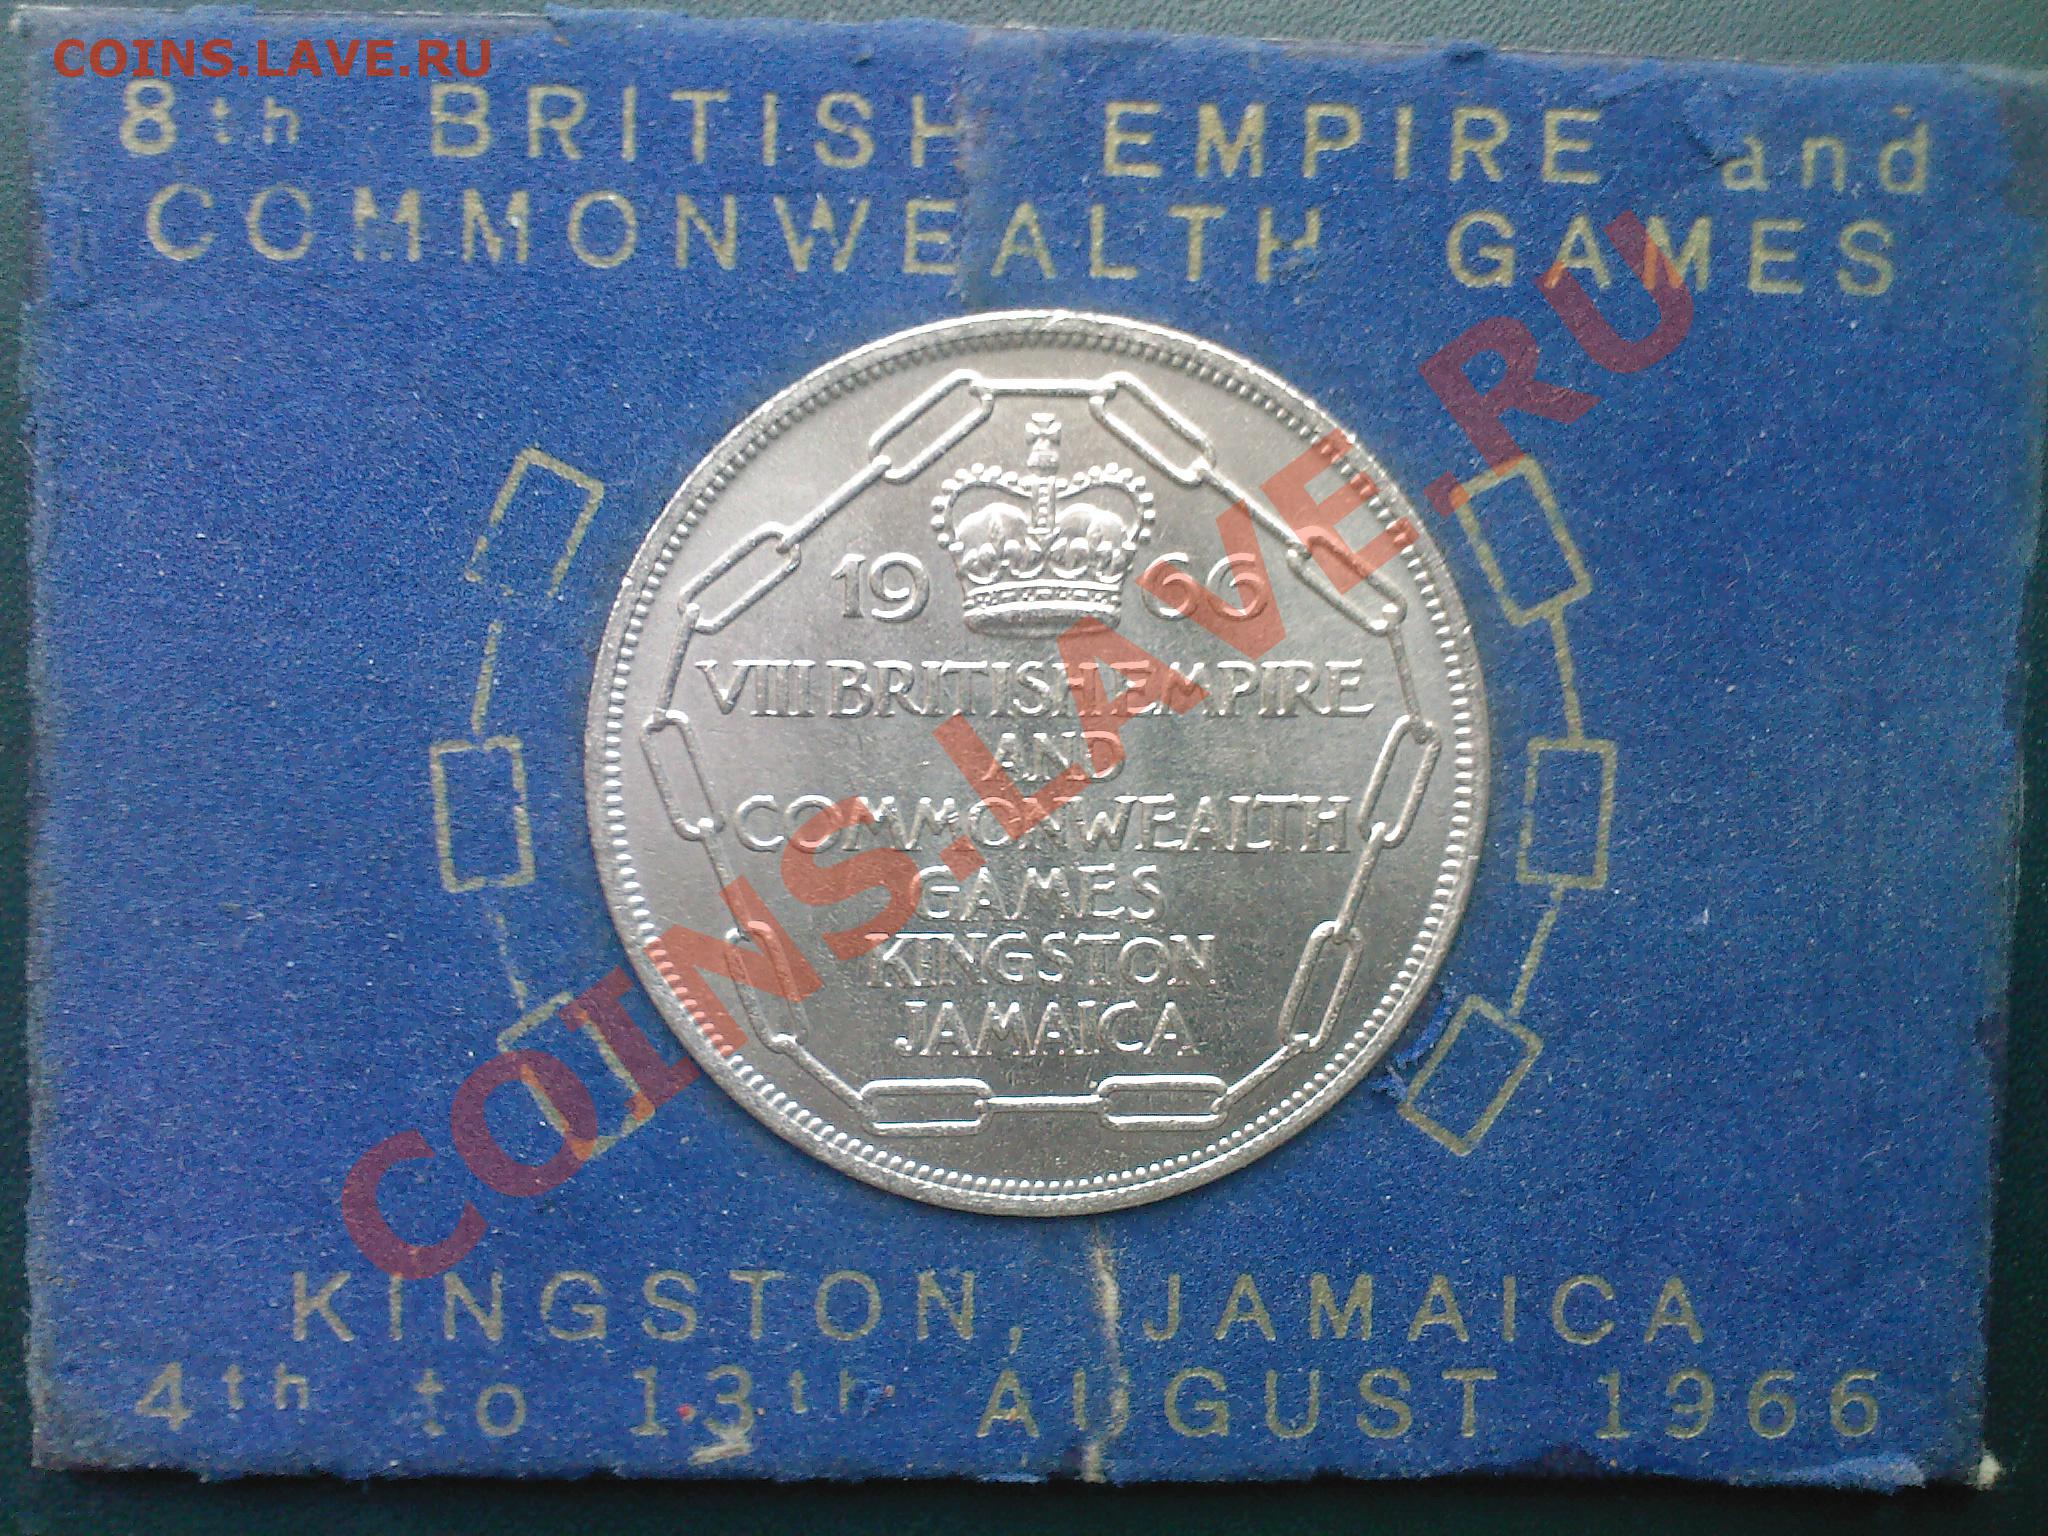 COINS.LAVE.RU
8th BRITISH EMPIRE and
COMMONWEALTH GAMES
1966
VIII BRITISH EMPIRE
AND
COMMONWEALTH
GAMES
KINGSTON
JAMAICA
COINS.LAVE.RU
KINGSTON, JAMAICA
4th to 13th AUGUST 1966